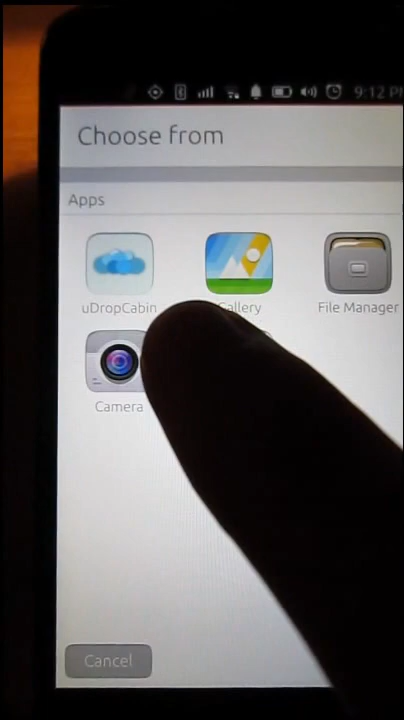 9:12 PM
Choose from
Apps
uDropCabin
Gallery
File Manager
Camera
Cancel